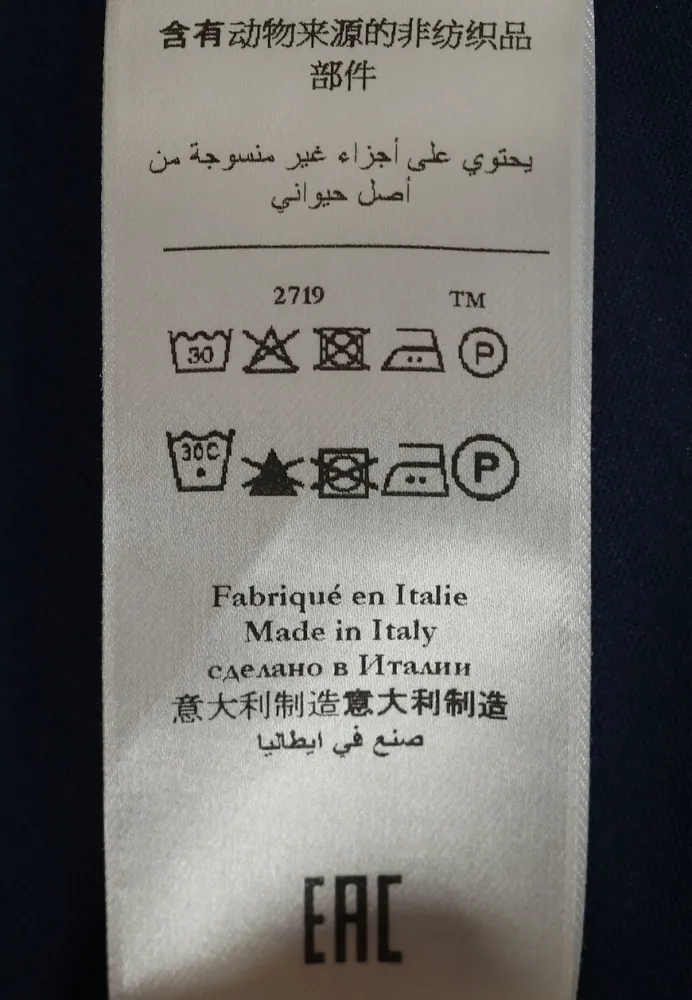 含有动物来源的非纺织品
部件
يحتوي على أجزاء غير منسوجة من
أصل حيواني
2719 TM
30 P
30C P
Fabriqué en Italie
Made in Italy
сделано в Италии
意大利制造意大利制造
صنع في ايطاليا
EAC